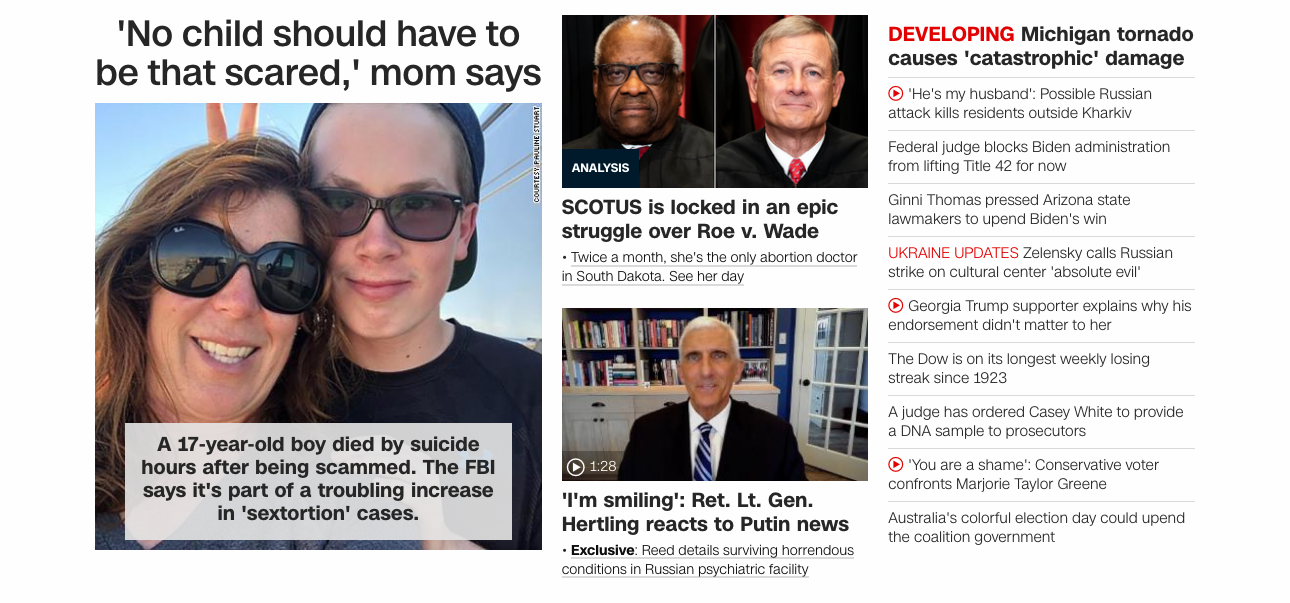 'No child should have to
be that scared,' mom says
COURTESY PAULINE STUART
A 17-year-old boy died by suicide
hours after being scammed. The FBI
says it's part of a troubling increase
in 'sextortion' cases.
ANALYSIS
SCOTUS is locked in an epic
struggle over Roe v. Wade
• Twice a month, she's the only abortion doctor
in South Dakota. See her day
1:28
'I'm smiling': Ret. Lt. Gen.
Hertling reacts to Putin news
• Exclusive: Reed details surviving horrendous
conditions in Russian psychiatric facility
DEVELOPING Michigan tornado
causes 'catastrophic' damage
'He's my husband': Possible Russian
attack kills residents outside Kharkiv
Federal judge blocks Biden administration
from lifting Title 42 for now
Ginni Thomas pressed Arizona state
lawmakers to upend Biden's win
UKRAINE UPDATES Zelensky calls Russian
strike on cultural center 'absolute evil'
Georgia Trump supporter explains why his
endorsement didn't matter to her
The Dow is on its longest weekly losing
streak since 1923
A judge has ordered Casey White to provide
a DNA sample to prosecutors
'You are a shame': Conservative voter
confronts Marjorie Taylor Greene
Australia's colorful election day could upend
the coalition government